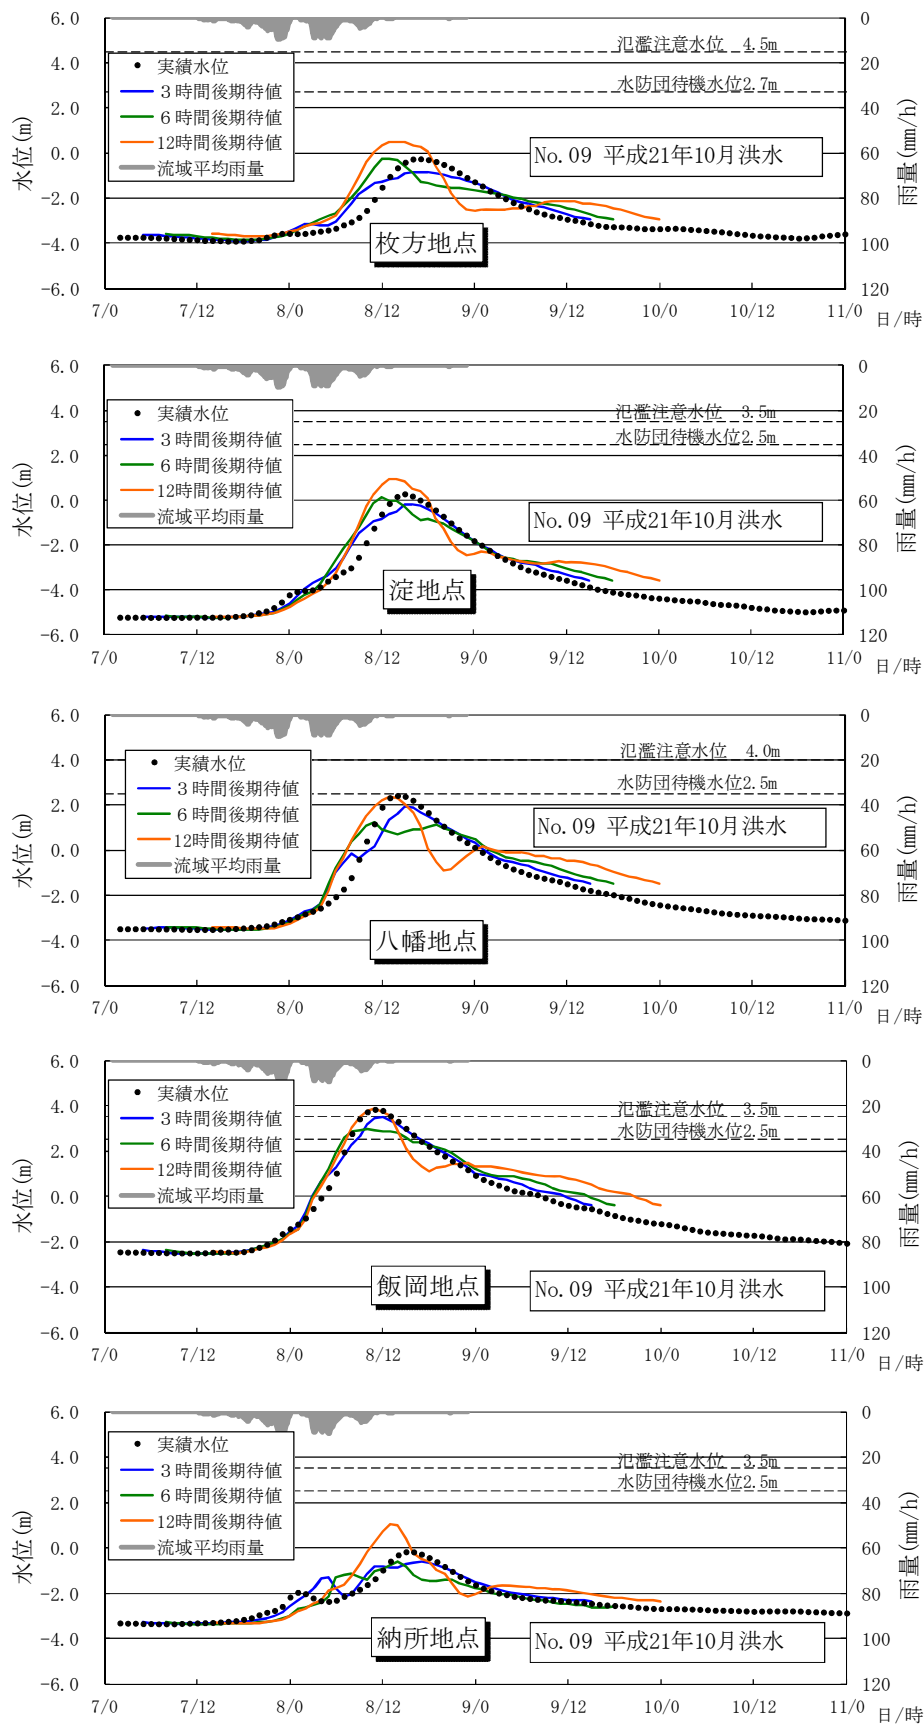 6.0
4.0
2.0
0.0
-2.0
-4.0
-6.0
水位(m)
0
20
40
60
80
100
120
雨量(mm/h)
氾濫注意水位 4.5m
水防団待機水位2.7m
実績水位
3時間後期待値
6時間後期待値
12時間後期待値
流域平均雨量
No.09 平成21年10月洪水
枚方地点
7/0 7/12 8/0 8/12 9/0 9/12 10/0 10/12 11/0
日/時
6.0
4.0
2.0
0.0
-2.0
-4.0
-6.0
水位(m)
0
20
40
60
80
100
120
雨量(mm/h)
氾濫注意水位 3.5m
水防団待機水位2.5m
実績水位
3時間後期待値
6時間後期待値
12時間後期待値
流域平均雨量
No.09 平成21年10月洪水
淀地点
7/0 7/12 8/0 8/12 9/0 9/12 10/0 10/12 11/0
日/時
6.0
4.0
2.0
0.0
-2.0
-4.0
-6.0
水位(m)
0
20
40
60
80
100
120
雨量(mm/h)
氾濫注意水位 4.0m
水防団待機水位2.5m
実績水位
3時間後期待値
6時間後期待値
12時間後期待値
流域平均雨量
No.09 平成21年10月洪水
八幡地点
7/0 7/12 8/0 8/12 9/0 9/12 10/0 10/12 11/0
日/時
6.0
4.0
2.0
0.0
-2.0
-4.0
-6.0
水位(m)
0
20
40
60
80
100
120
雨量(mm/h)
氾濫注意水位 3.5m
水防団待機水位2.5m
実績水位
3時間後期待値
6時間後期待値
12時間後期待値
流域平均雨量
飯岡地点
No.09 平成21年10月洪水
7/0 7/12 8/0 8/12 9/0 9/12 10/0 10/12 11/0
日/時
6.0
4.0
2.0
0.0
-2.0
-4.0
-6.0
水位(m)
0
20
40
60
80
100
120
雨量(mm/h)
氾濫注意水位 3.5m
水防団待機水位2.5m
実績水位
3時間後期待値
6時間後期待値
12時間後期待値
流域平均雨量
納所地点
No.09 平成21年10月洪水
7/0 7/12 8/0 8/12 9/0 9/12 10/0 10/12 11/0
日/時